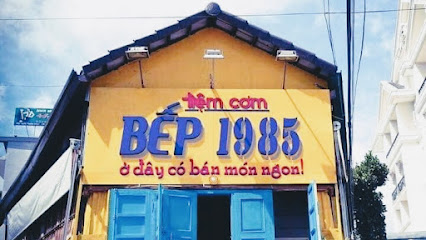 tiệm cơm
BẾP 1985
ở đây có bán món ngon!